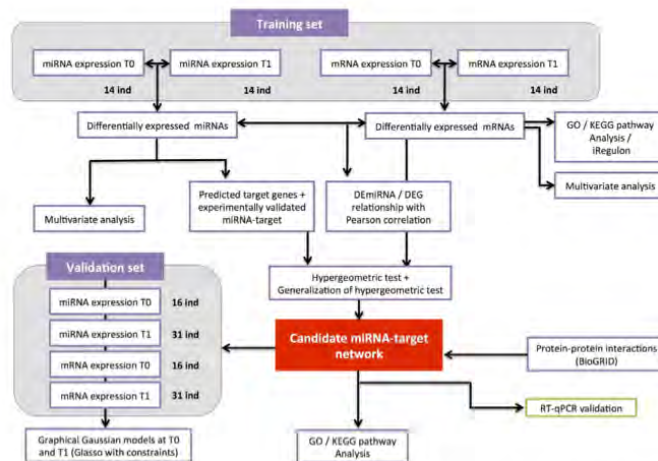 Training set
miRNA expression T0
miRNA expression T1
mRNA expression T0
mRNA expression T1
14 ind
14 ind
14 ind
14 ind
Differentially expressed miRNAs
Differentially expressed mRNAs
GO / KEGG pathway
Analysis /
iRegulon
Multivariate analysis
Predicted target genes +
experimentally validated
miRNA-target
DEmiRNA / DEG
relationship with
Pearson correlation
Multivariate analysis
Validation set
Hypergeometric test +
Generalization of hypergeometric test
miRNA expression T0
16 ind
miRNA expression T1
31 ind
mRNA expression T0
16 ind
mRNA expression T1
31 ind
Candidate miRNA-target
network
Protein-protein interactions
(BioGRID)
RT-qPCR validation
Graphical Gaussian models at T0
and T1 (Glasso with constraints)
GO / KEGG pathway
Analysis